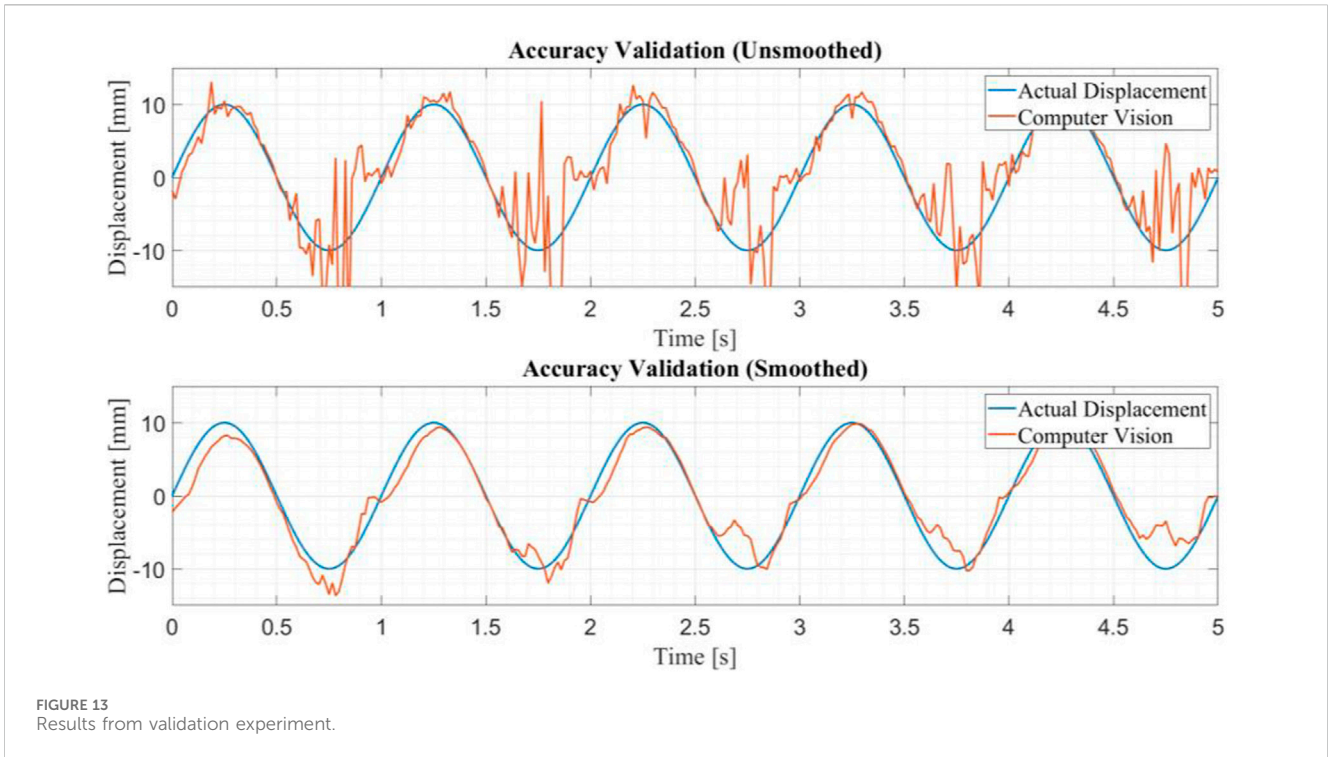 Accuracy Validation (Unsmoothed)
Displacement [mm]
10
0
-10
Actual Displacement
Computer Vision
0 0.5 1 1.5 2 2.5 3 3.5 4 4.5 5
Time [s]
Accuracy Validation (Smoothed)
Displacement [mm]
10
0
-10
Actual Displacement
Computer Vision
0 0.5 1 1.5 2 2.5 3 3.5 4 4.5 5
Time [s]
FIGURE 13
Results from validation experiment.